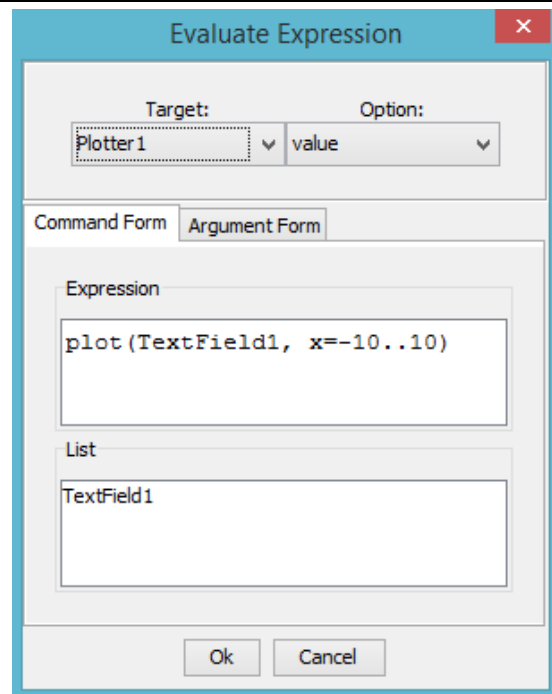 Evaluate Expression
Target: Option:
Plotter1 value
Command Form Argument Form
Expression
plot(TextField1, x=-10..10)
List
TextField1
Ok Cancel